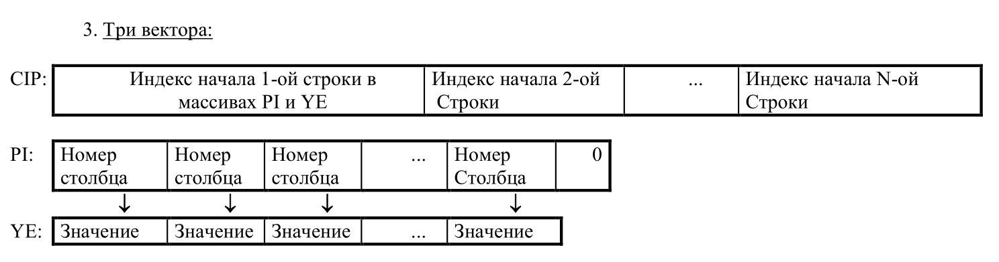 3. Три вектора:
CIP: Индекс начала 1-ой строки в массивах PI и YE Индекс начала 2-ой Строки ... Индекс начала N-ой Строки
PI: Номер столбца Номер столбца Номер столбца ... Номер Столбца 0
↓ ↓ ↓ ↓
YE: Значение Значение Значение ... Значение